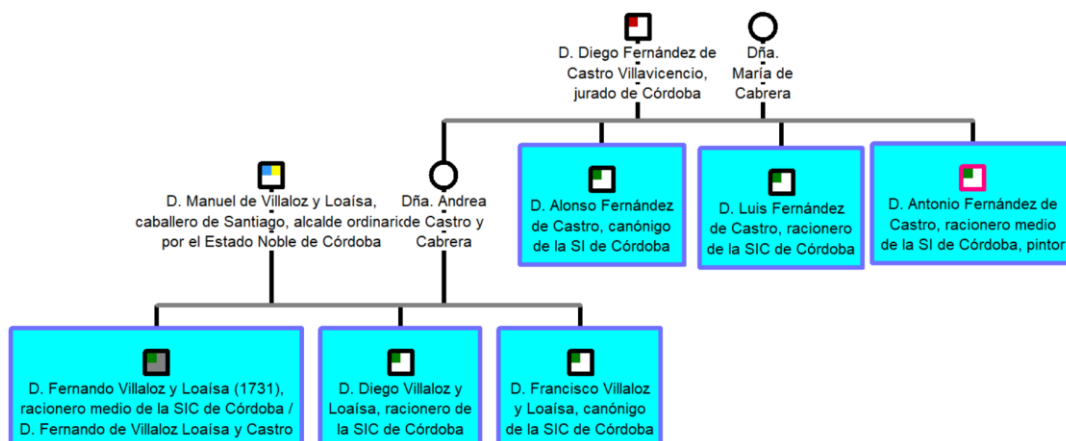 D. Diego Fernández de
Castro Villavicencio,
jurado de Córdoba
Dña.
María de
Cabrera
D. Manuel de Villaloz y Loaísa,
caballero de Santiago, alcalde ordinario
por el Estado Noble de Córdoba
Dña. Andrea
de Castro y
Cabrera
D. Alonso Fernández
de Castro, canónigo
de la SI de Córdoba
D. Luis Fernández
de Castro, racionero
de la SIC de Córdoba
D. Antonio Fernández de
Castro, racionero medio
de la SI de Córdoba, pintor
D. Fernando Villaloz y Loaísa (1731),
racionero medio de la SIC de Córdoba /
D. Fernando de Villaloz Loaísa y Castro
D. Diego Villaloz y
Loaísa, racionero de
la SIC de Córdoba
D. Francisco Villaloz
y Loaísa, canónigo
de la SIC de Córdoba